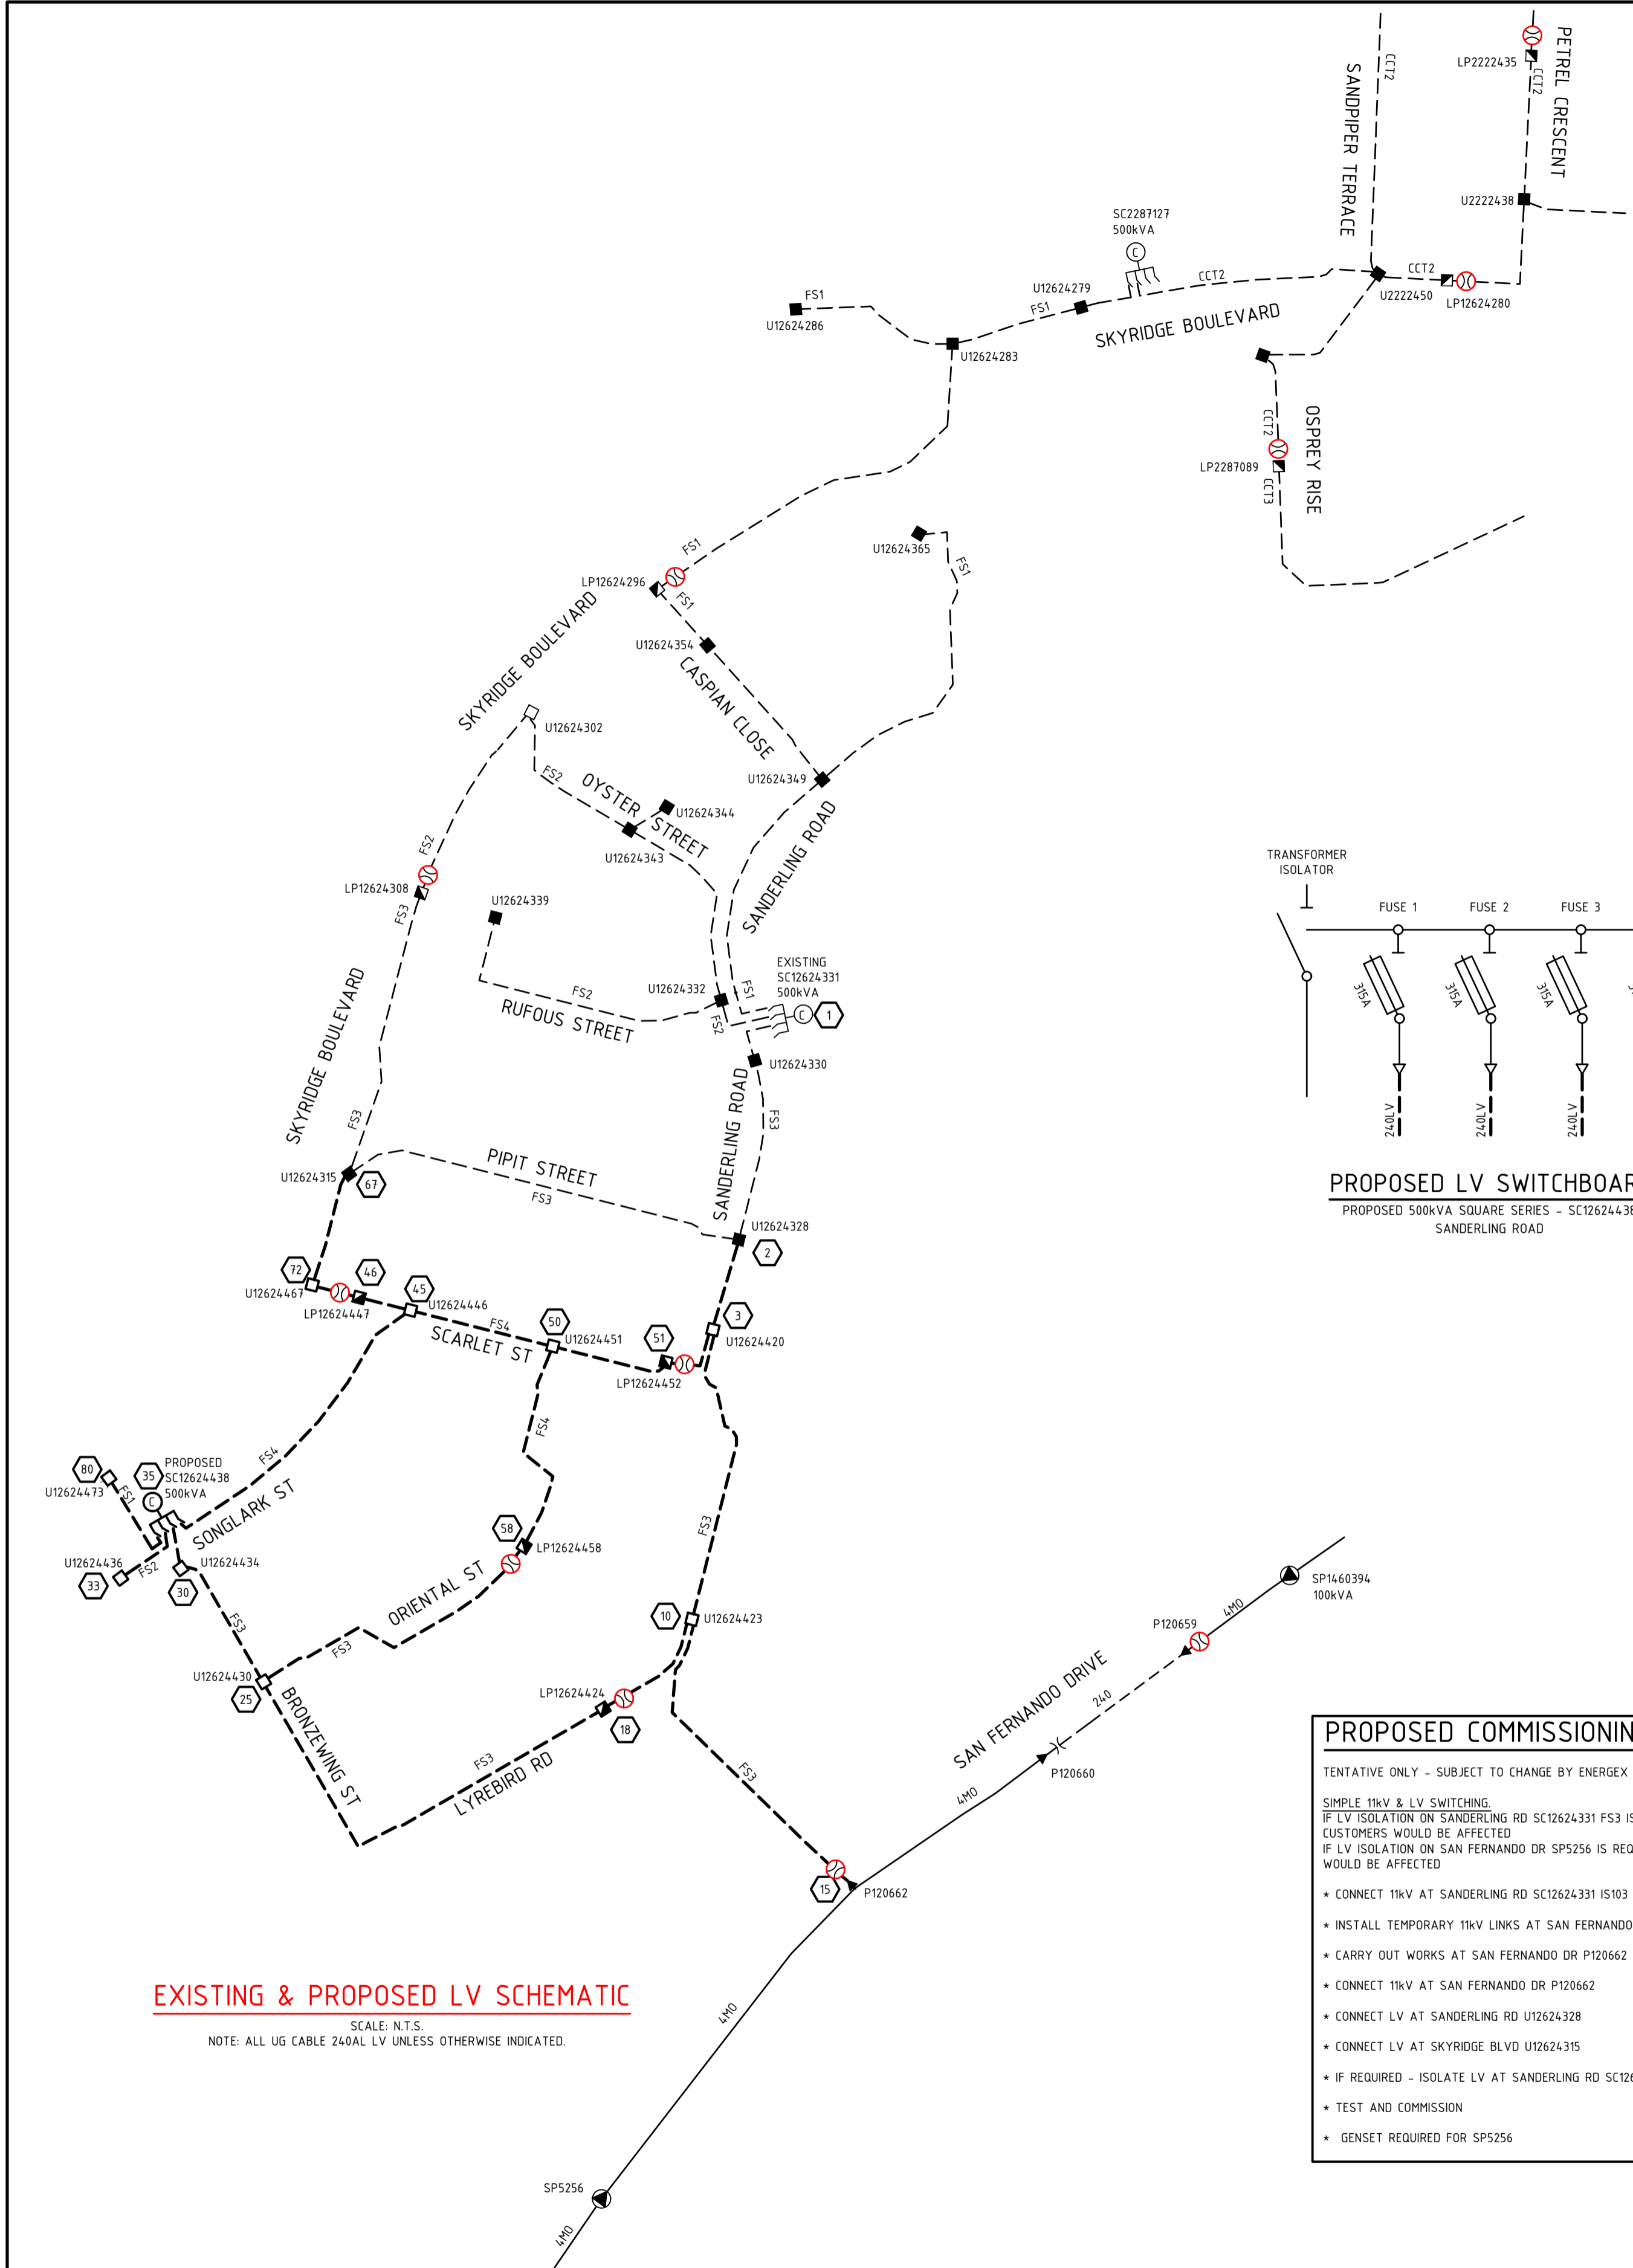 PETREL CRESCENT
LP2222435
CCT2
CCT2
SANDPIPER TERRACE
U2222438
SC2287127
500kVA
C
CCT2
CCT2
U2222450
LP12624280
U12624279
FS1
SKYRIDGE BOULEVARD
FS1
U12624286
U12624283
CCT2
OSPREY RISE
LP2287089
CCT3
FS1
U12624365
FS1
LP12624296
FS1
SKYRIDGE BOULEVARD
U12624354
CASPIAN CLOSE
U12624302
FS2
OYSTER STREET
U12624349
U12624344
U12624343
SANDERLING ROAD
FS2
LP12624308
FS3
U12624339
EXISTING
SC12624331
500kVA
C
1
U12624332
FS1
FS2
FS2
RUFOUS STREET
U12624330
SKYRIDGE BOULEVARD
FS3
SANDERLING ROAD
FS3
PIPIT STREET
FS3
U12624315
67
U12624328
2
72
46
45
U12624467
LP12624447
U12624446
FS4
SCARLET ST
50
U12624451
51
LP12624452
3
U12624420
FS4
FS4
80
U12624473
FS1
35
PROPOSED
SC12624438
500kVA
C
SONGLARK ST
U12624436
33
FS2
U12624434
30
58
LP12624458
ORIENTAL ST
FS3
FS3
FS3
10
U12624423
U12624430
25
BRONZEWING ST
LP12624424
18
FS3
LYREBIRD RD
FS3
15
P120662
SP1460394
100kVA
P120659
4M0
240
SAN FERNANDO DRIVE
P120660
4M0
4M0
SP5256
4M0
TRANSFORMER
ISOLATOR
FUSE 1
FUSE 2
FUSE 3
315A
315A
315A
240LV
240LV
240LV
PROPOSED LV SWITCHBOAR
PROPOSED 500kVA SQUARE SERIES - SC12624438
SANDERLING ROAD
PROPOSED COMMISSIONIN
TENTATIVE ONLY - SUBJECT TO CHANGE BY ENERGEX
SIMPLE 11kV & LV SWITCHING.
IF LV ISOLATION ON SANDERLING RD SC12624331 FS3 IS
CUSTOMERS WOULD BE AFFECTED
IF LV ISOLATION ON SAN FERNANDO DR SP5256 IS REQ
WOULD BE AFFECTED
* CONNECT 11kV AT SANDERLING RD SC12624331 IS103
* INSTALL TEMPORARY 11kV LINKS AT SAN FERNANDO
* CARRY OUT WORKS AT SAN FERNANDO DR P120662
* CONNECT 11kV AT SAN FERNANDO DR P120662
* CONNECT LV AT SANDERLING RD U12624328
* CONNECT LV AT SKYRIDGE BLVD U12624315
* IF REQUIRED - ISOLATE LV AT SANDERLING RD SC126
* TEST AND COMMISSION
* GENSET REQUIRED FOR SP5256
EXISTING & PROPOSED LV SCHEMATIC
SCALE: N.T.S.
NOTE: ALL UG CABLE 240AL LV UNLESS OTHERWISE INDICATED.